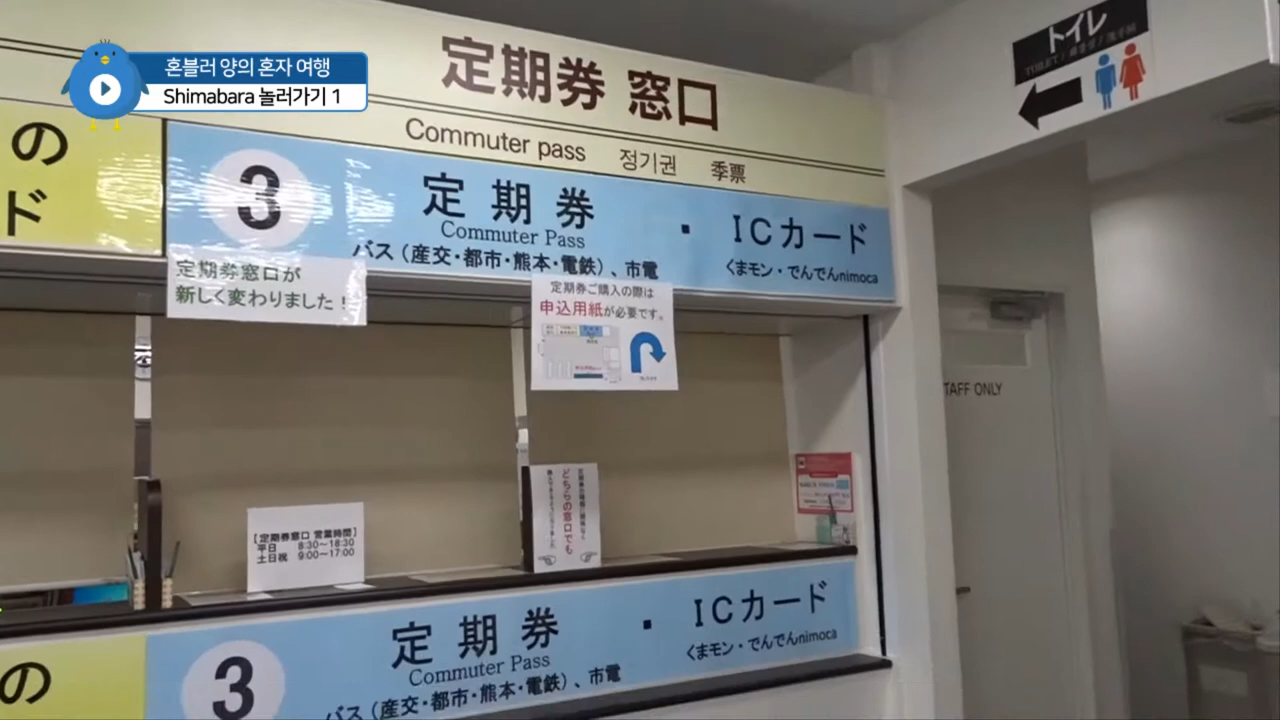 혼블러 양의 혼자 여행
Shimabara 놀러가기 1
定期券 窓口
Commuter pass 정기권 季票
トイレ
の
ド
3
定期券 ・ ICカード
Commuter Pass
バス（産交・都市・熊本・電鉄）、市電
くまモン・でんでんnimoca
定期券窓口が
新しく変わりました！
定期券ご購入の際は
申込用紙が必要です。
TAFF ONLY
どちらの窓口でも
【定期券窓口 営業時間】
平日 8:30～18:30
土日祝 9:00～17:00
の
3
定期券 ・ ICカード
Commuter Pass
バス（産交・都市・熊本・電鉄）、市電
くまモン・でんでんnimoca